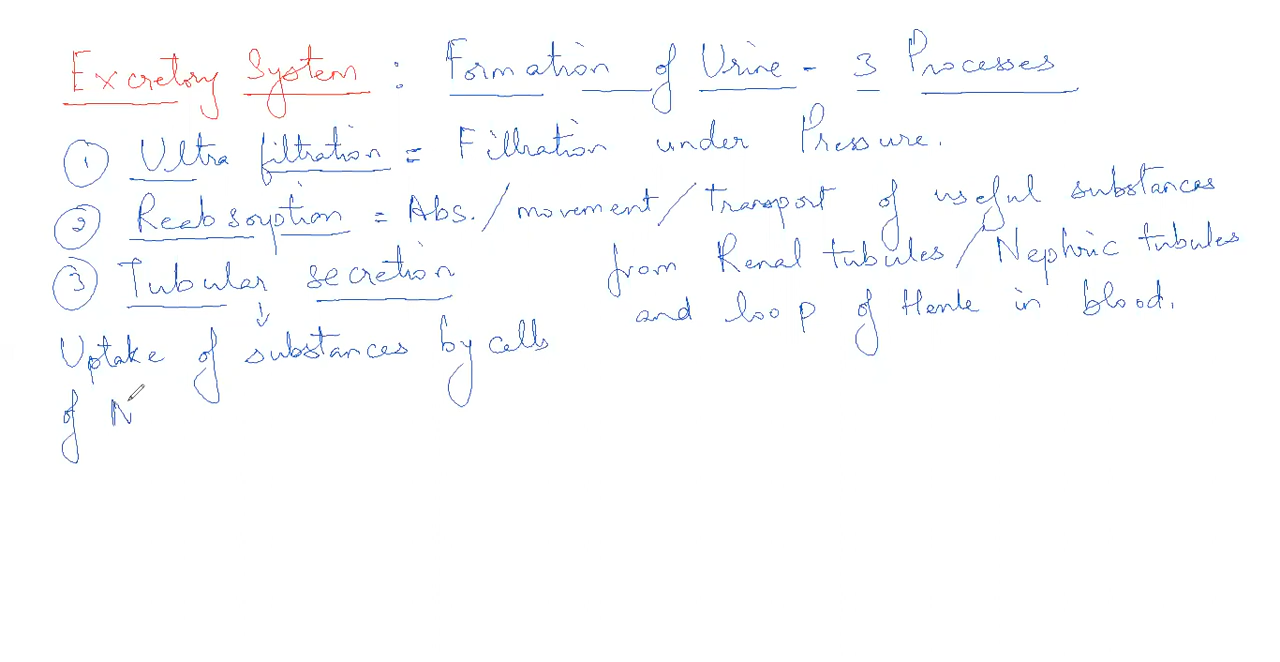 Excretory System : Formation of Urine - 3 Processes
① Ultra filtration = Filtration under Pressure.
② Reabsorption = Abs./movement/Transport of useful substances
from Renal tubules/Nephric tubules
and loop of Henle in blood.
③ Tubular secretion
↓
Uptake of substances by cells
of N